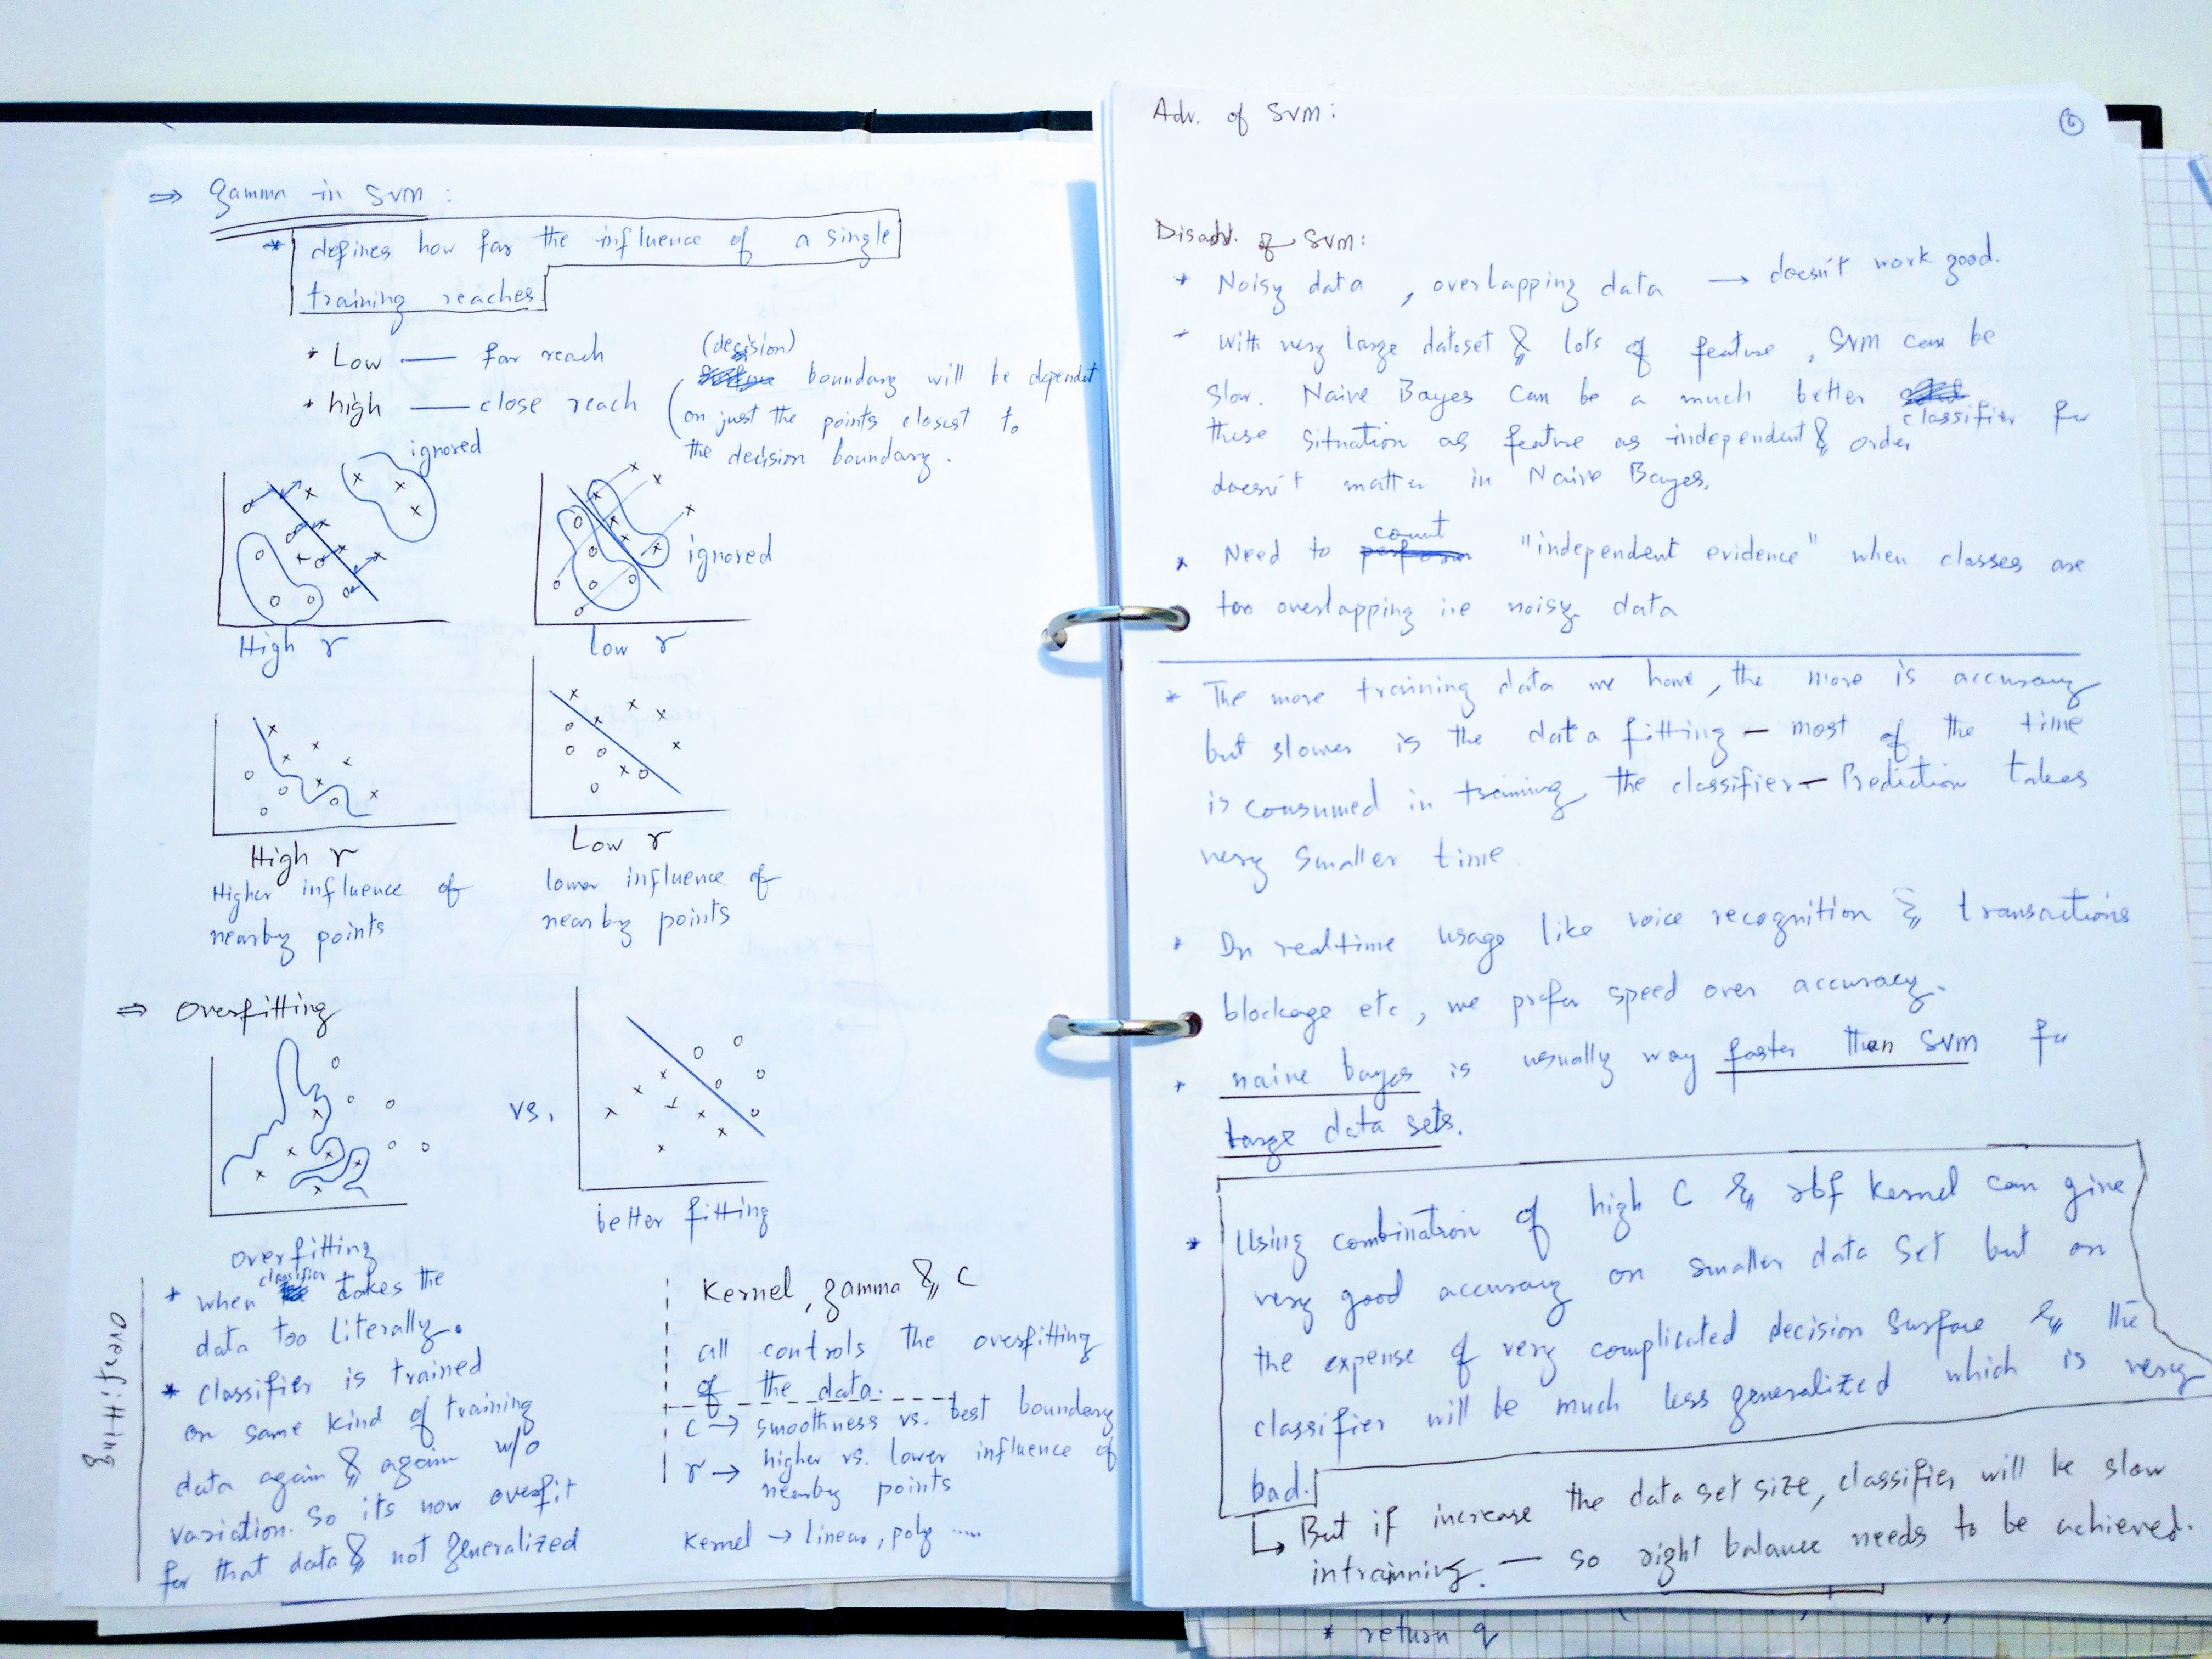 ⇒ Gamma in SVM :
* defines how far the influence of a single
training reaches.
* Low — far reach
* high — close reach
(decision)
boundary will be dependent
on just the points closest to
the decision boundary.
ignored
ignored
High r
Low r
High r
Low r
Higher influence of
nearby points
lower influence of
nearby points
⇒ Overfitting
vs.
Overfitting
better fitting
overfitting
* when classifier takes the
data too literally.
* classifier is trained
on same kind of training
data again & again w/o
variation. So its now overfit
for that data & not generalized
Kernel, gamma & C
all controls the overfitting
of the data.
C → smoothness vs. best boundary
r → higher vs. lower influence of
nearby points
Kernel → linear, poly .....
Adv. of SVM :
6
Disadv. of SVM :
* Noisy data , overlapping data → doesn't work good.
* With very large dataset & lots of feature , SVM can be
slow. Naive Bayes can be a much better classifier for
these situation as feature as independent & order
doesn't matter in Naive Bayes.
* Need to count "independent evidence" when classes are
too overlapping i.e noisy data
* The more training data we have, the more is accuracy
but slower is the data fitting – most of the time
is consumed in training the classifier – Prediction takes
very smaller time.
* In realtime usage like voice recognition & transactions
blockage etc, we prefer speed over accuracy.
* naive bayes is usually way faster than SVM for
large data sets.
* Using combination of high C & rbf kernel can give
very good accuracy on smaller data set but on
the expense of very complicated decision surface & the
classifier will be much less generalized which is very
bad.
↳ But if increase the data set size, classifier will be slow
intrainnivg. — so right balance needs to be achieved.
* return q